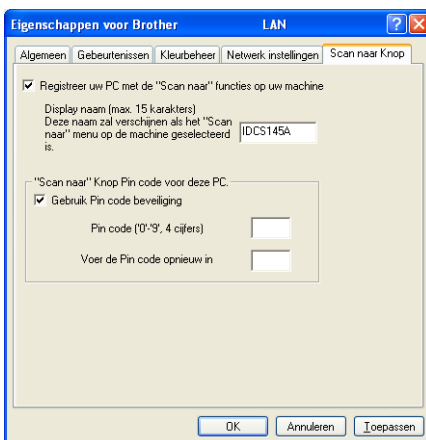 Eigenschappen voor Brother LAN
Algemeen Gebeurtenissen Kleurbeheer Netwerk instellingen Scan naar Knop
Registreer uw PC met de "Scan naar" functies op uw machine
Display naam (max. 15 karakters)
Deze naam zal verschijnen als het "Scan
naar" menu op de machine geselecteerd
is.
IDCS145A
"Scan naar" Knop Pin code voor deze PC.
Gebruik Pin code beveiliging
Pin code ('0'-'9', 4 cijfers)
Voer de Pin code opnieuw in
OK Annuleren Toepassen